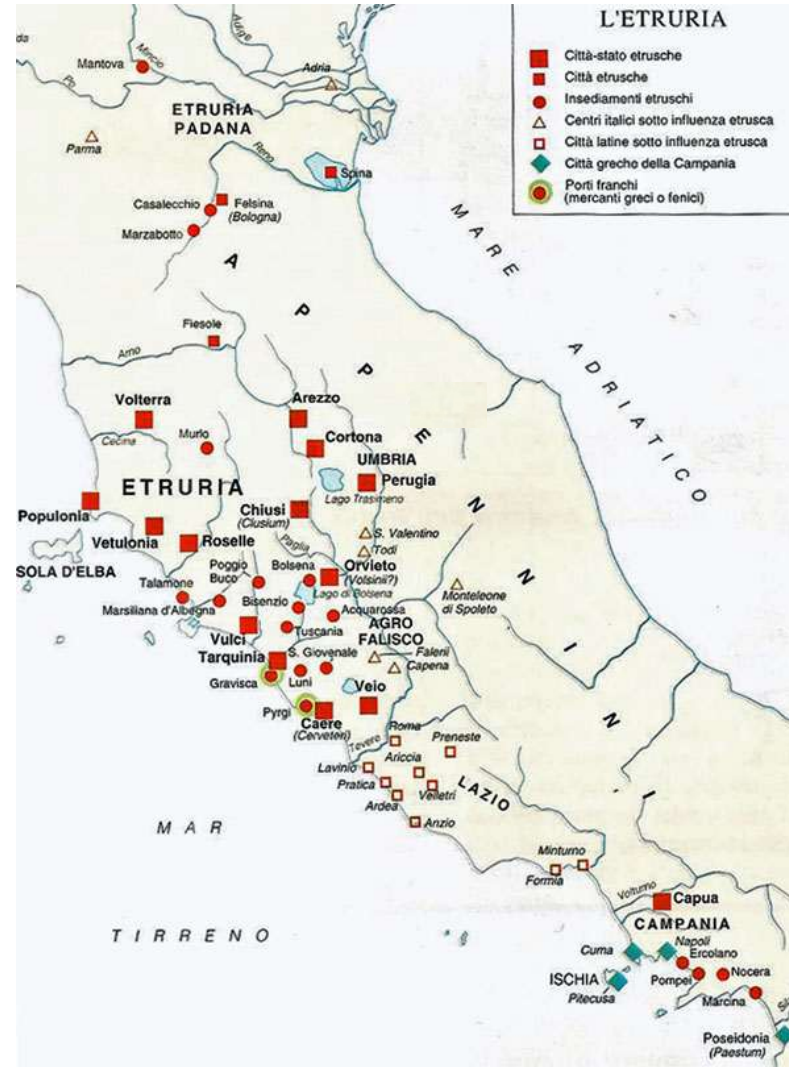 L'ETRURIA
Città-stato etrusche
Città etrusche
Insediamenti etruschi
Centri italici sotto influenza etrusca
Città latine sotto influenza etrusca
Città greche della Campania
Porti franchi
(mercanti greci o fenici)
da
Adige
Mantova
Mincio
Adria
Po
ETRURIA
PADANA
Parma
Reno
Spina
Casalecchio
Felsina
(Bologna)
Marzabotto
MARE
ADRIATICO
APPENNINI
Fiesole
Arno
Volterra
Arezzo
Cecina
Murlo
Cortona
UMBRIA
Perugia
ETRURIA
Lago Trasimeno
Populonia
Chiusi
(Clusium)
Vetulonia
Roselle
S. Valentino
Todi
Paglia
SOLA D'ELBA
Talamone
Poggio
Buco
Bolsena
Orvieto
(Volsinii?)
Lago di Bolsena
Monteleone
di Spoleto
Marsiliana d'Albegna
Bisenzio
Acquarossa
Tuscania
AGRO
FALISCO
Vulci
Tarquinia
S. Giovenale
Faleni
Capena
Gravisca
Luni
Veio
Pyrgi
Caere
(Cerveteri)
Tevere
Roma
Preneste
Ariccia
Lavinio
Pratica
Velletri
LAZIO
Ardea
Anzio
MAR
TIRRENO
Minturno
Formia
Volturno
Capua
CAMPANIA
Cuma
Napoli
Ercolano
ISCHIA
Pitecusa
Pompei
Nocera
Marcina
Poseidonia
(Paestum)